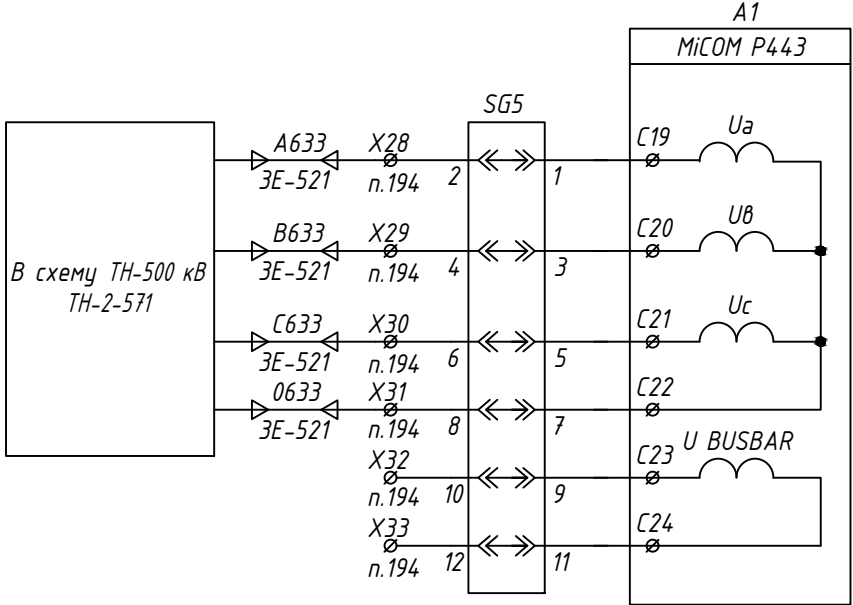 A1
MiCOM P443
SG5
A633
X28
C19
Ua
3E-521
п.194
2
1
B633
X29
C20
Uв
3E-521
п.194
4
3
В схему ТН-500 кВ
ТН-2-571
C633
X30
C21
Uc
3E-521
п.194
6
5
0633
X31
C22
3E-521
п.194
8
7
X32
C23
U BUSBAR
п.194
10
9
X33
C24
п.194
12
11